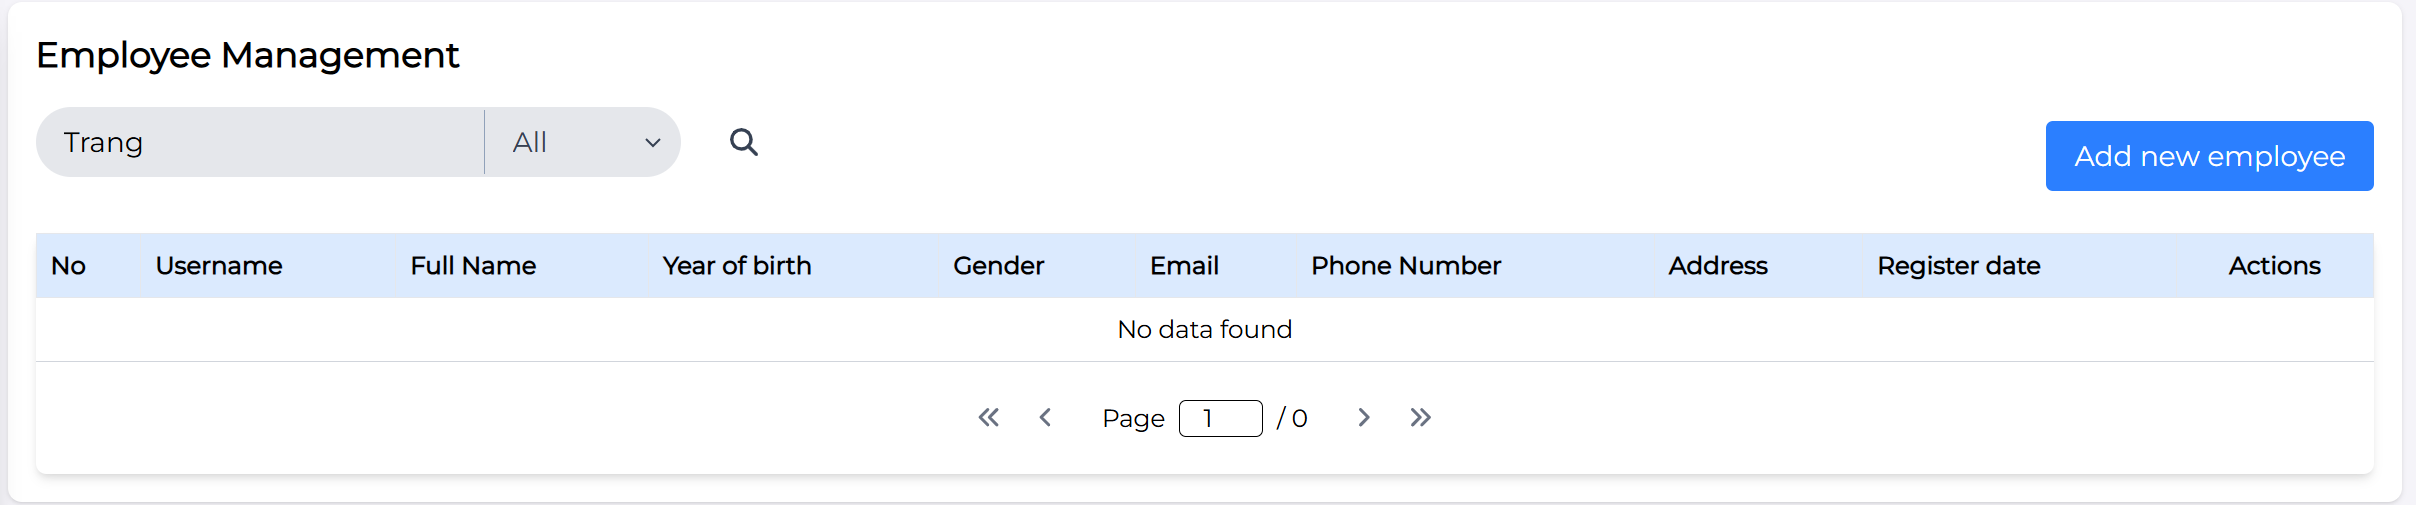 Employee Management
Trang All
Add new employee
No Username Full Name Year of birth Gender Email Phone Number Address Register date Actions
No data found
Page 1 / 0